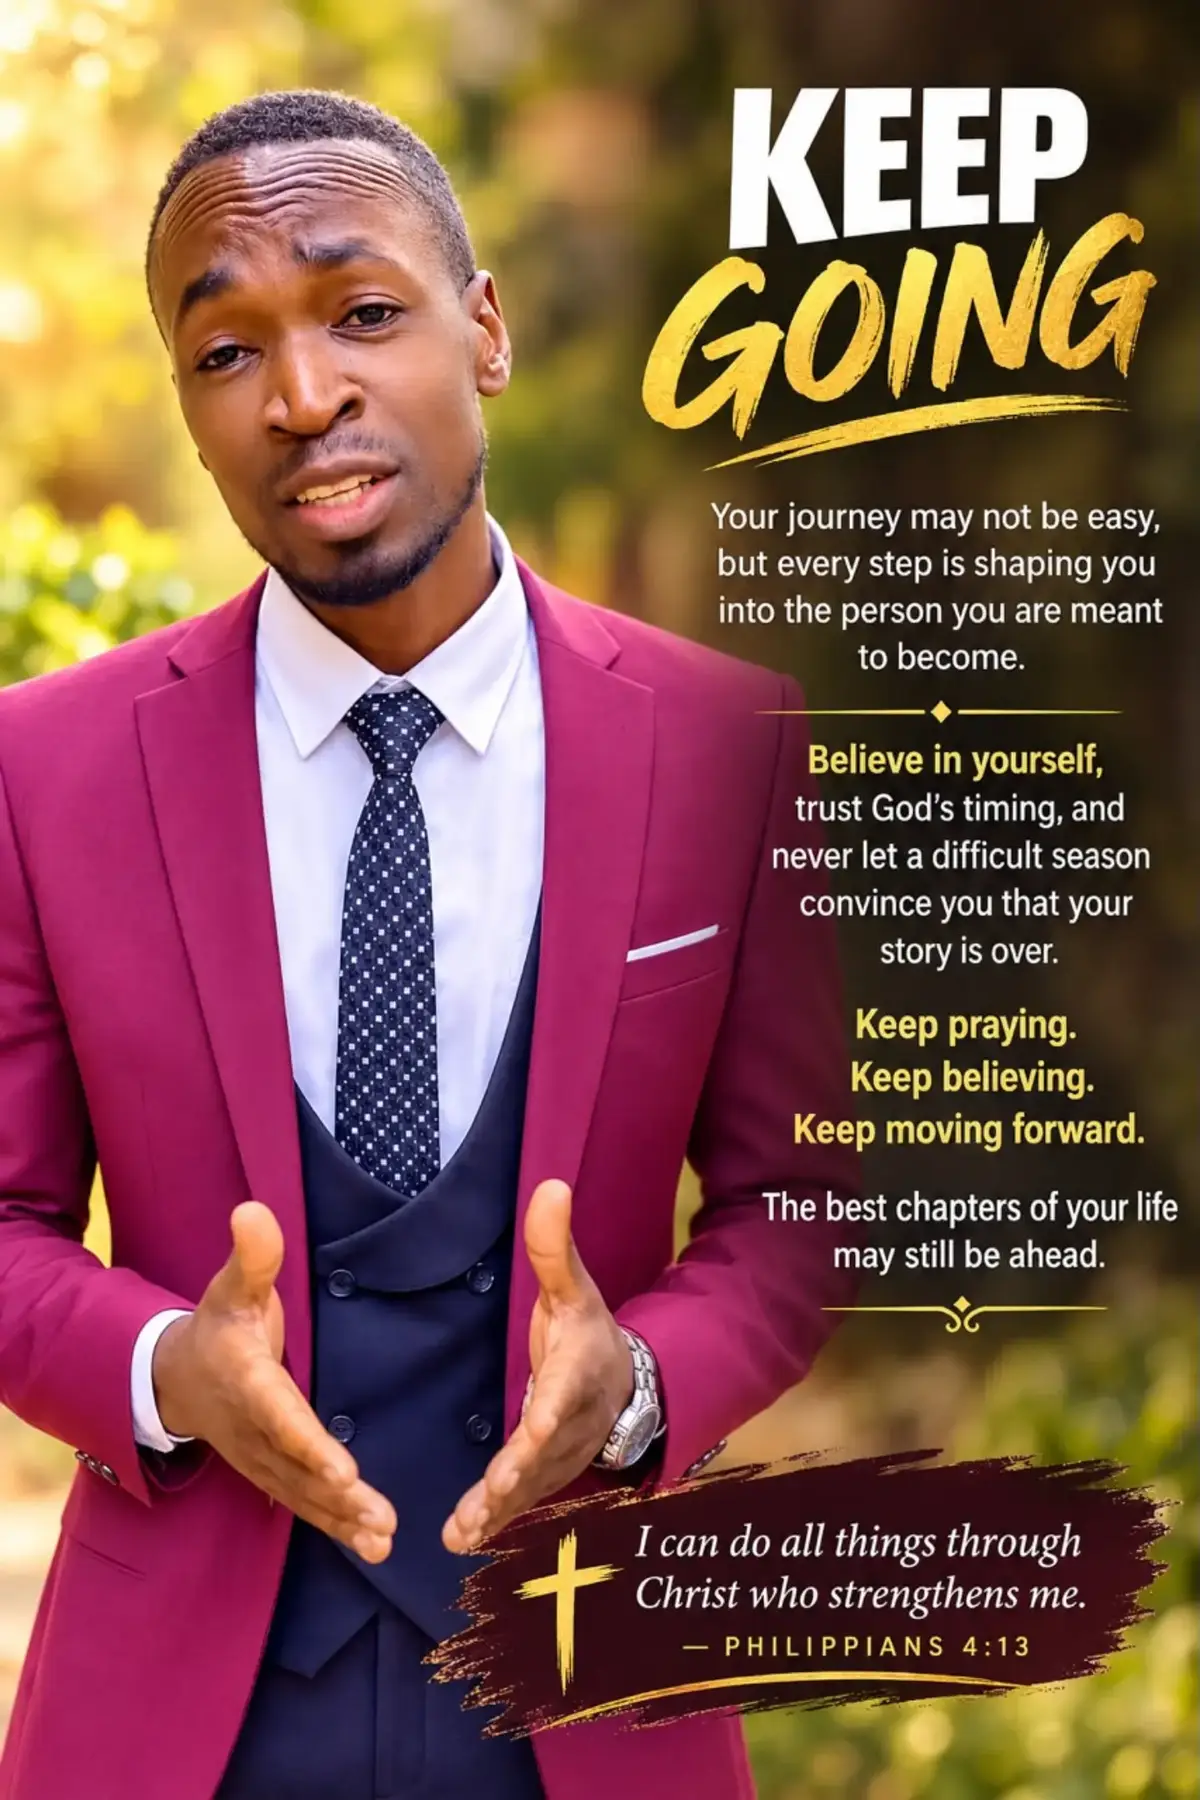 KEEP
GOING
Your journey may not be easy,
but every step is shaping you
into the person you are meant
to become.
Believe in yourself,
trust God's timing, and
never let a difficult season
convince you that your
story is over.
Keep praying.
Keep believing.
Keep moving forward.
The best chapters of your life
may still be ahead.
I can do all things through
Christ who strengthens me.
— PHILIPPIANS 4:13